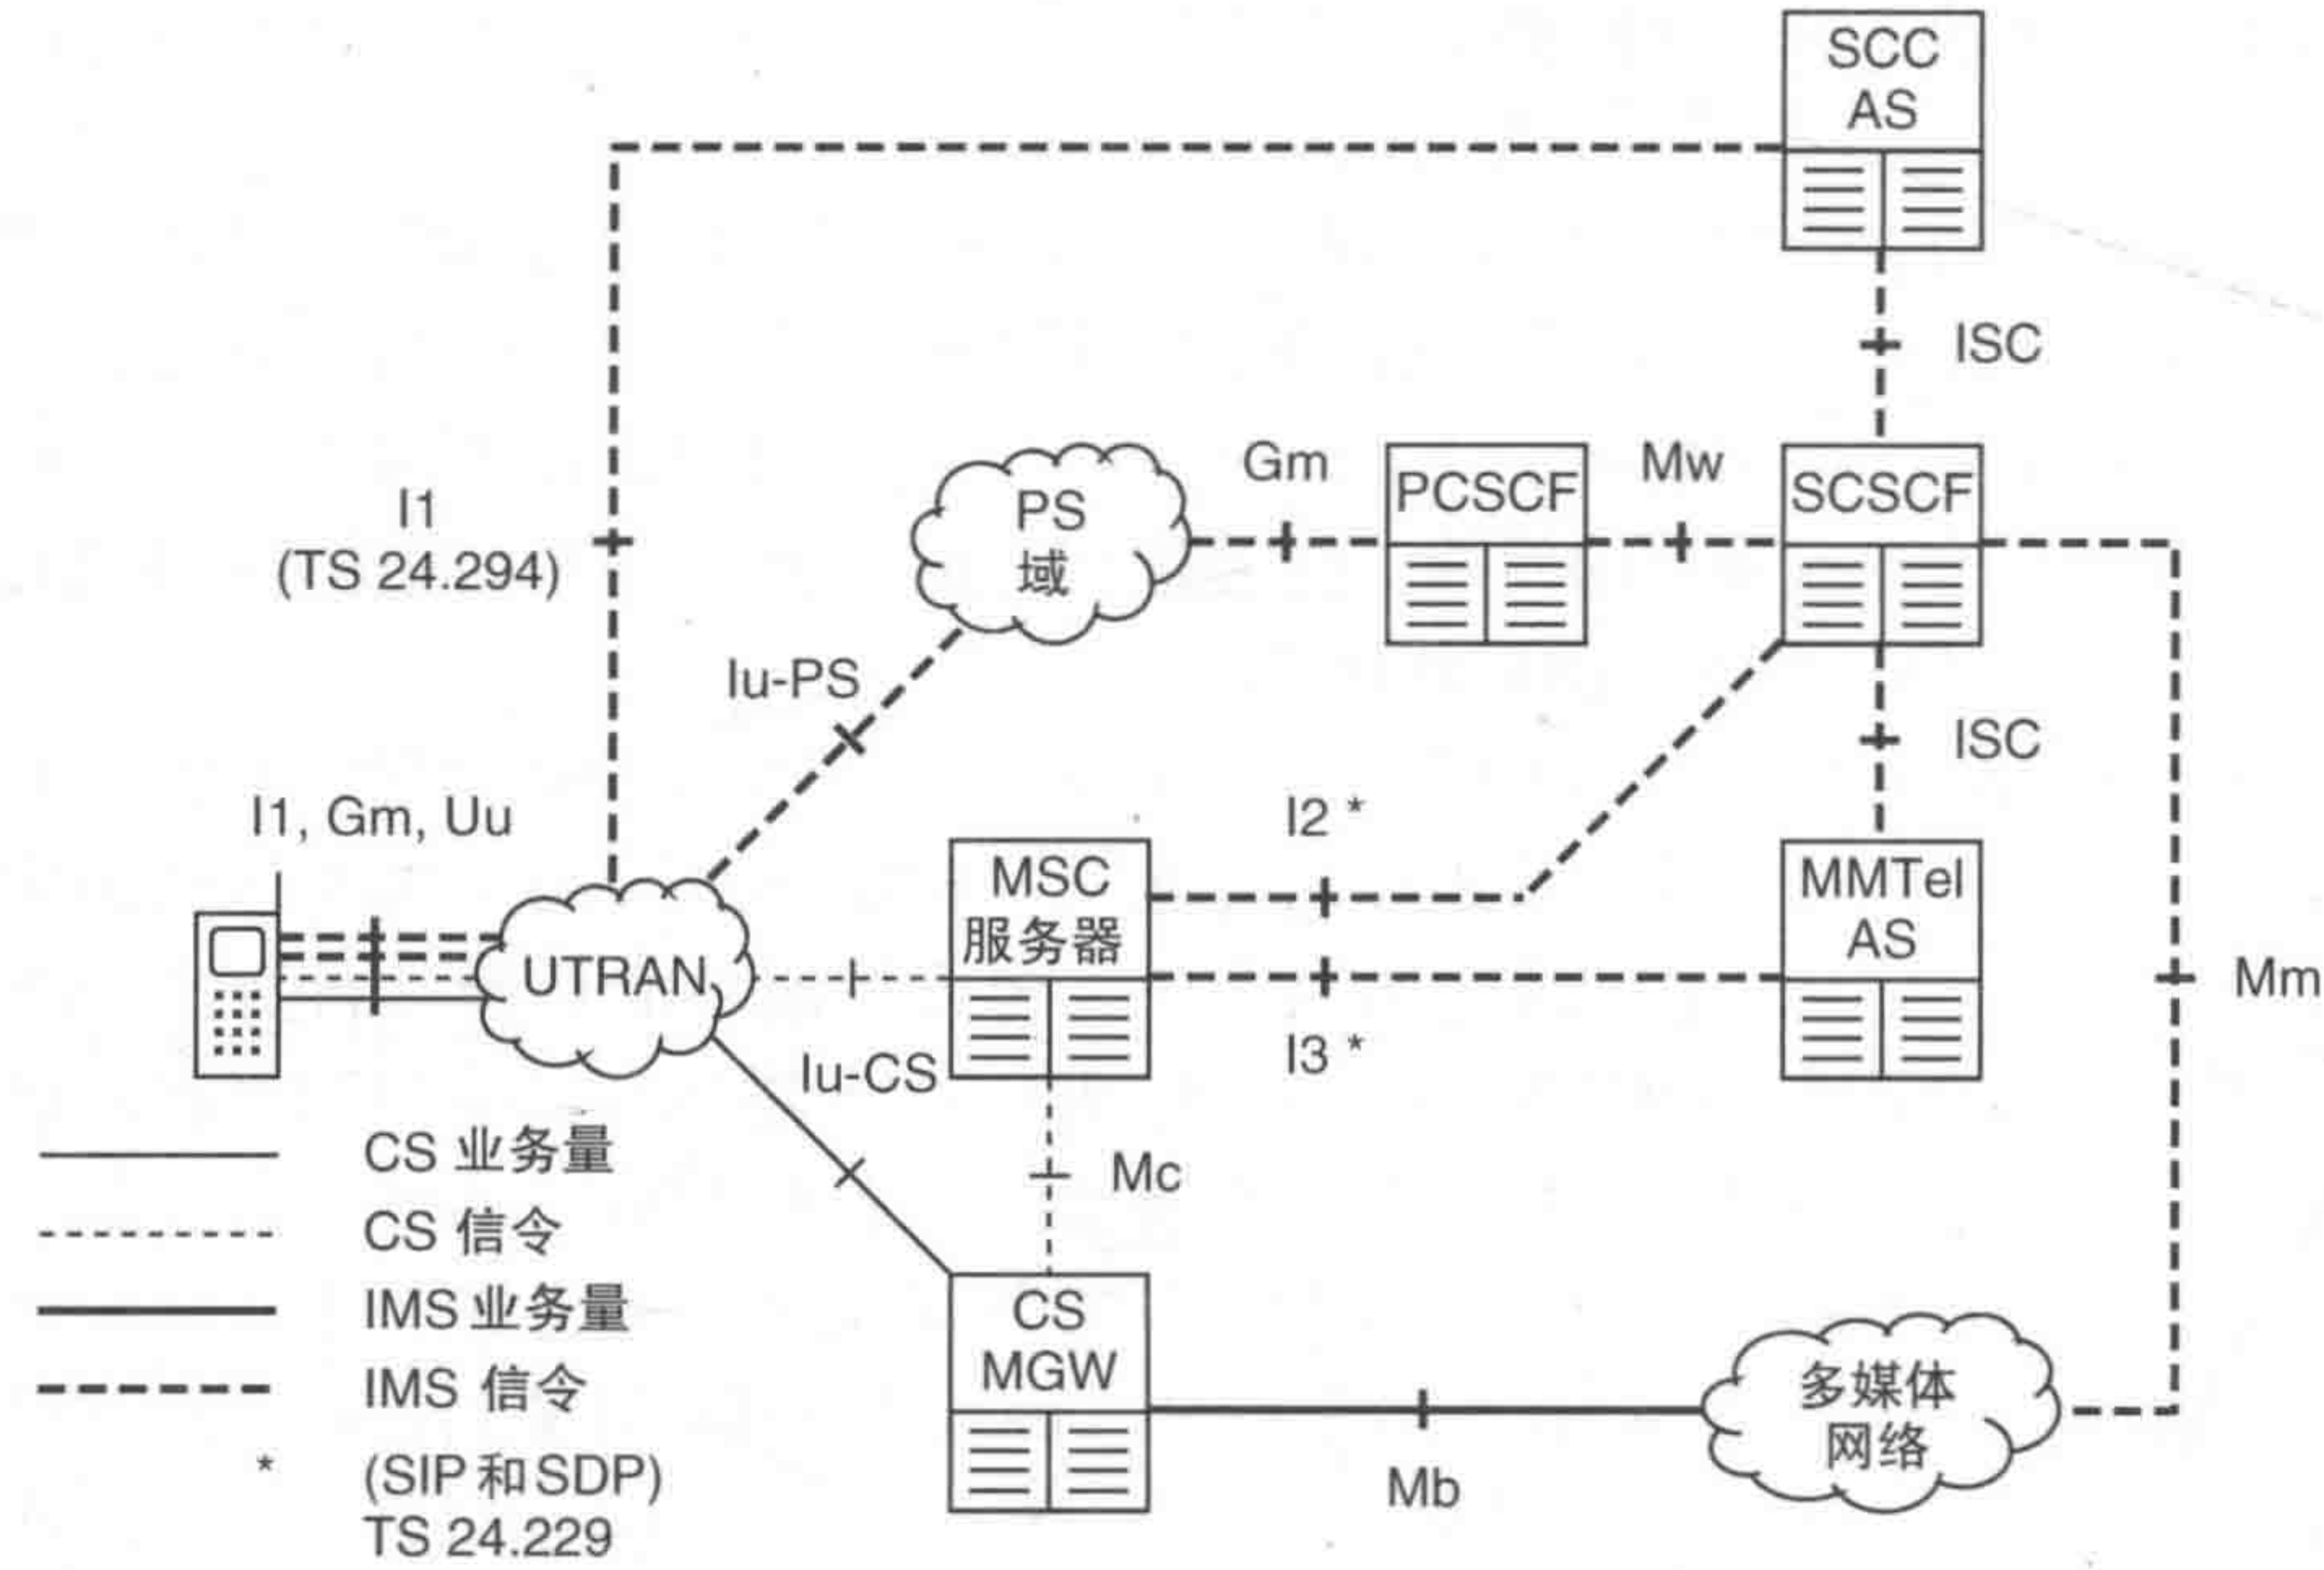 SCC
AS
ISC
I1
(TS 24.294)
PS
域
Gm
PCSCF
Mw
SCSCF
Iu-PS
ISC
I1, Gm, Uu
I2 *
MSC
服务器
MMTel
AS
UTRAN
Mm
I3 *
Iu-CS
CS 业务量
Mc
CS 信令
IMS 业务量
CS
MGW
IMS 信令
多媒体
网络
* (SIP 和 SDP)
TS 24.229
Mb